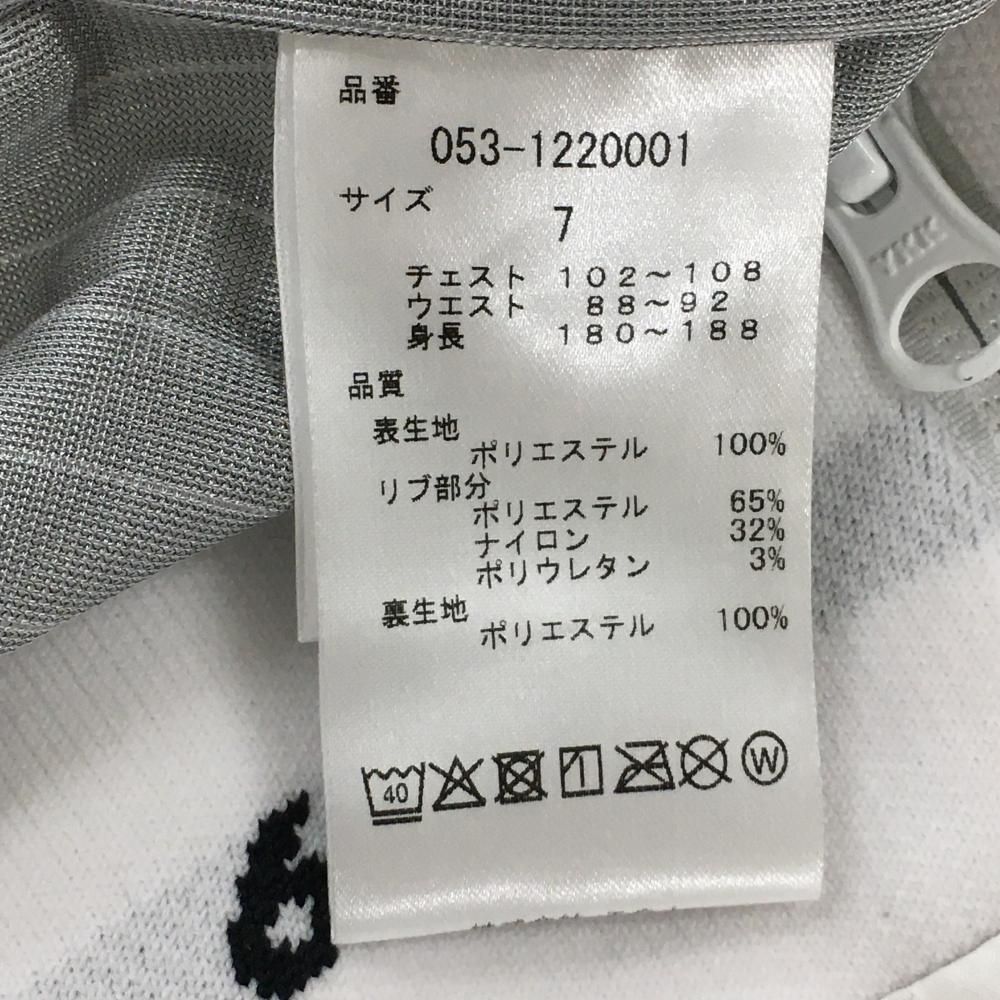 品番
053-1220001
サイズ
7
チェスト 102～108
ウエスト 88～92
身長 180～188
品質
表生地
ポリエステル 100%
リブ部分
ポリエステル 65%
ナイロン 32%
ポリウレタン 3%
裏生地
ポリエステル 100%
40
W
YKK
6